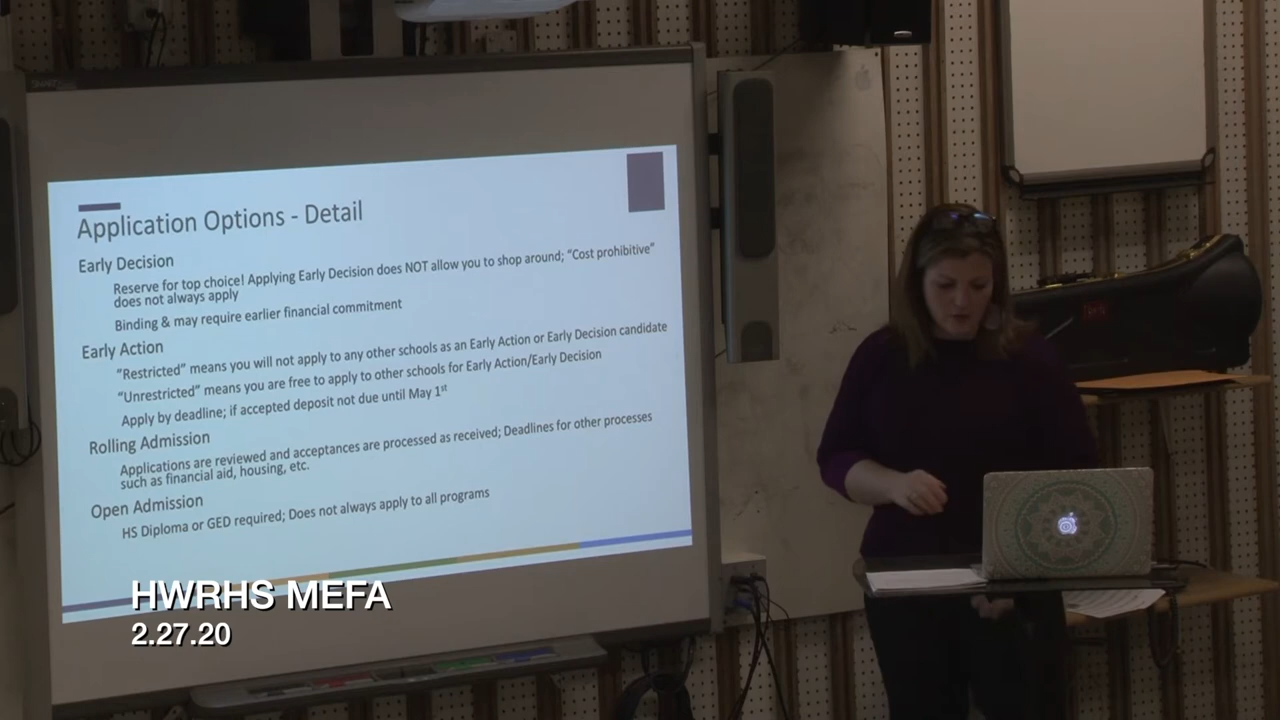 Application Options - Detail
Early Decision
Reserve for top choice! Applying Early Decision does NOT allow you to shop around; “Cost prohibitive”
does not always apply
Binding & may require earlier financial commitment
Early Action
“Restricted” means you will not apply to any other schools as an Early Action or Early Decision candidate
“Unrestricted” means you are free to apply to other schools for Early Action/Early Decision
Apply by deadline; if accepted deposit not due until May 1st
Rolling Admission
Applications are reviewed and acceptances are processed as received; Deadlines for other processes
such as financial aid, housing, etc.
Open Admission
HS Diploma or GED required; Does not always apply to all programs
HWRHS MEFA
2.27.20